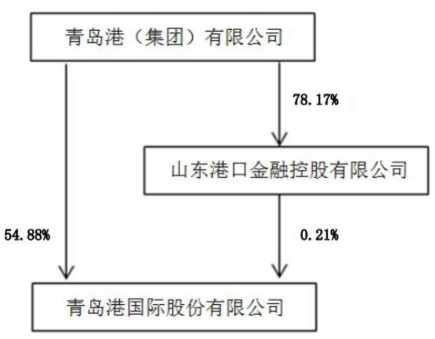 青岛港（集团）有限公司
78.17%
山东港口金融控股有限公司
54.88%
0.21%
青岛港国际股份有限公司